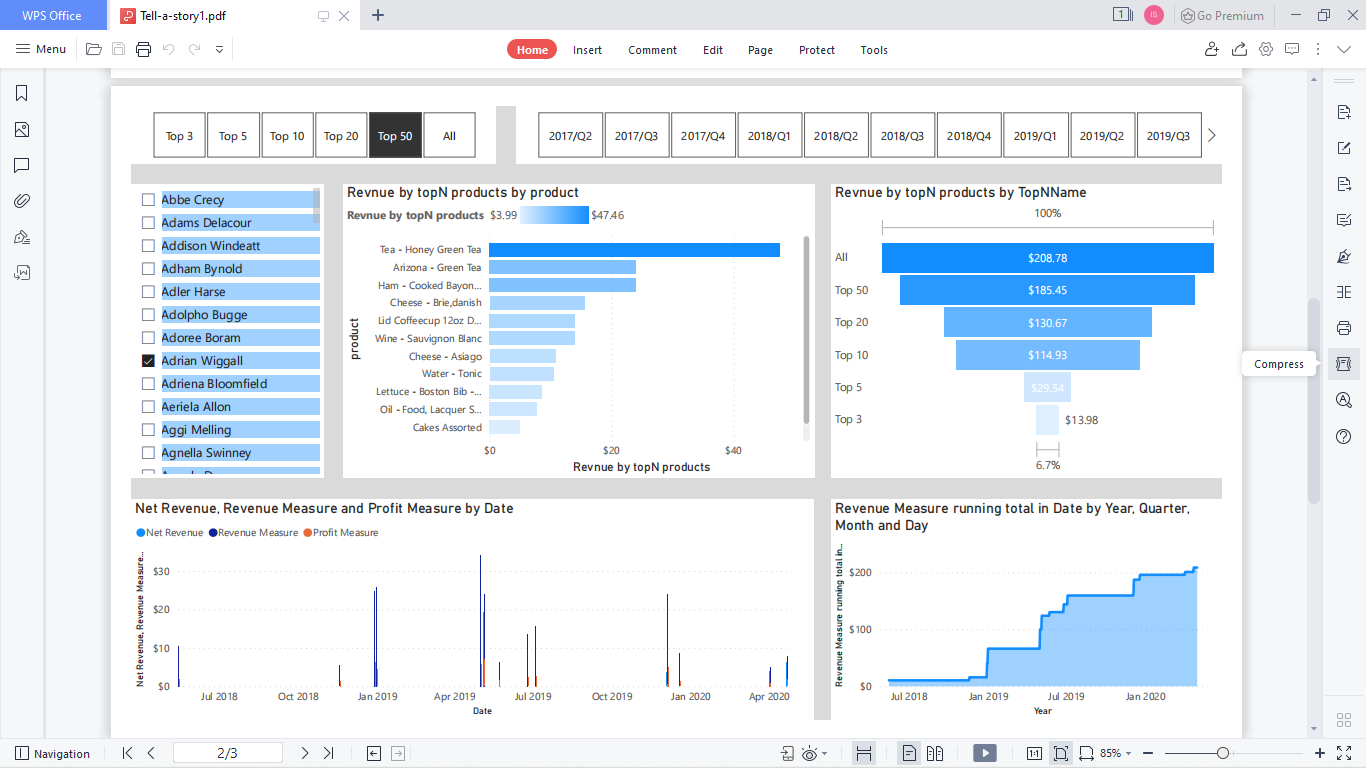 WPS Office
Tell-a-story1.pdf
1
IS
Go Premium
Menu
Home
Insert
Comment
Edit
Page
Protect
Tools
Top 3
Top 5
Top 10
Top 20
Top 50
All
2017/Q2
2017/Q3
2017/Q4
2018/Q1
2018/Q2
2018/Q3
2018/Q4
2019/Q1
2019/Q2
2019/Q3
Abbe Crecy
Adams Delacour
Addison Windeatt
Adham Bynold
Adler Harse
Adolpho Bugge
Adoree Boram
Adrian Wiggall
Adriena Bloomfield
Aeriela Allon
Aggi Melling
Agnella Swinney
Revnue by topN products by product
Revnue by topN products $3.99 $47.46
product
Tea - Honey Green Tea
Arizona - Green Tea
Ham - Cooked Bayon...
Cheese - Brie,danish
Lid Coffeecup 12oz D...
Wine - Sauvignon Blanc
Cheese - Asiago
Water - Tonic
Lettuce - Boston Bib -...
Oil - Food, Lacquer S...
Cakes Assorted
$0 $20 $40
Revnue by topN products
Revnue by topN products by TopNName
100%
All $208.78
Top 50 $185.45
Top 20 $130.67
Top 10 $114.93
Top 5 $29.54
Top 3 $13.98
6.7%
Compress
Net Revenue, Revenue Measure and Profit Measure by Date
Net Revenue Revenue Measure Profit Measure
Net Revenue, Revenue Measure...
$30
$20
$10
$0
Jul 2018 Oct 2018 Jan 2019 Apr 2019 Jul 2019 Oct 2019 Jan 2020 Apr 2020
Date
Revenue Measure running total in Date by Year, Quarter,
Month and Day
Revenue Measure running total in...
$200
$100
$0
Jul 2018 Jan 2019 Jul 2019 Jan 2020
Year
Navigation
2/3
1:1
85%